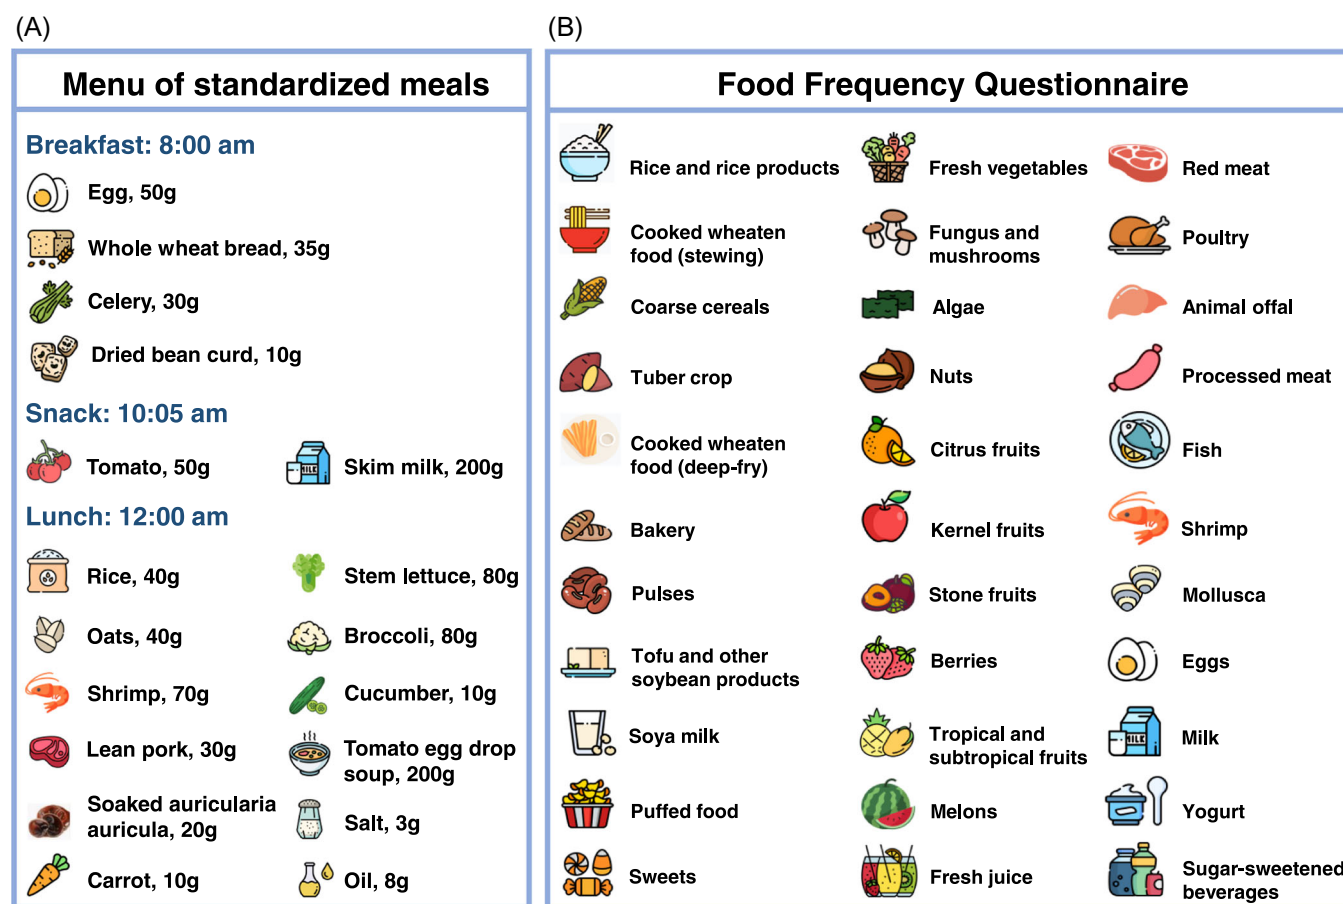 (A)
Menu of standardized meals
Breakfast: 8:00 am
Egg, 50g
Whole wheat bread, 35g
Celery, 30g
Dried bean curd, 10g
Snack: 10:05 am
Tomato, 50g
Skim milk, 200g
MILK
Lunch: 12:00 am
Rice, 40g
Stem lettuce, 80g
Oats, 40g
Broccoli, 80g
Shrimp, 70g
Cucumber, 10g
Lean pork, 30g
Tomato egg drop
soup, 200g
Soaked auricularia
auricula, 20g
Salt, 3g
Carrot, 10g
Oil, 8g
(B)
Food Frequency Questionnaire
Rice and rice products
Fresh vegetables
Red meat
Cooked wheaten
food (stewing)
Fungus and
mushrooms
Poultry
Coarse cereals
Algae
Animal offal
Tuber crop
Nuts
Processed meat
Cooked wheaten
food (deep-fry)
Citrus fruits
Fish
Bakery
Kernel fruits
Shrimp
Pulses
Stone fruits
Mollusca
Tofu and other
soybean products
Berries
Eggs
Soya milk
Tropical and
subtropical fruits
MILK
Milk
Puffed food
Melons
Yogurt
Sweets
Fresh juice
Sugar-sweetened
beverages